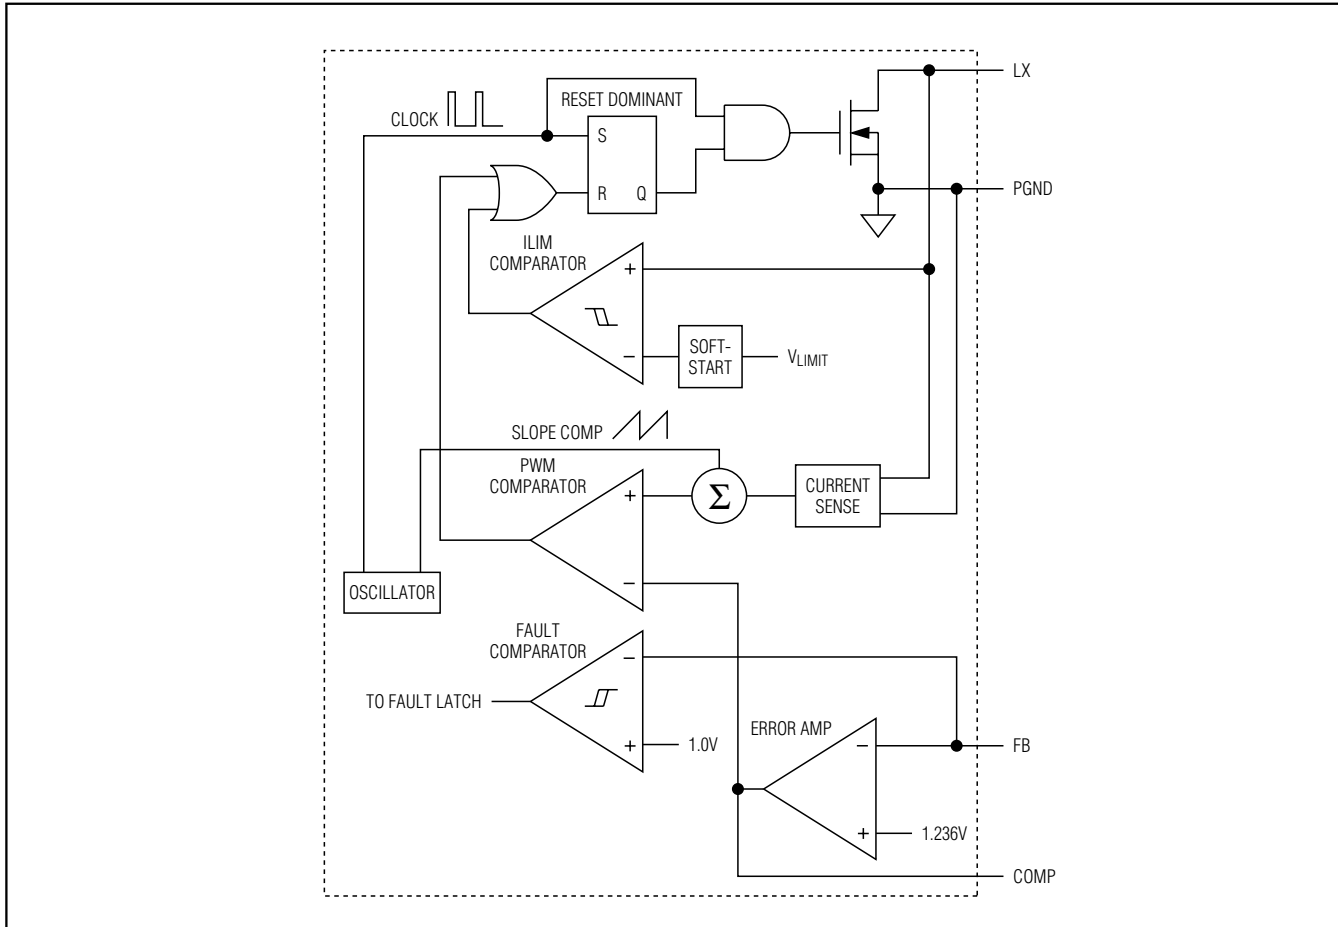 LX
RESET DOMINANT
CLOCK
S
R Q
PGND
ILIM
COMPARATOR
+
−
SOFT-
START
VLIMIT
SLOPE COMP
PWM
COMPARATOR
+
Σ
CURRENT
SENSE
−
OSCILLATOR
FAULT
COMPARATOR
−
TO FAULT LATCH
+
1.0V
ERROR AMP
−
FB
+
1.236V
COMP